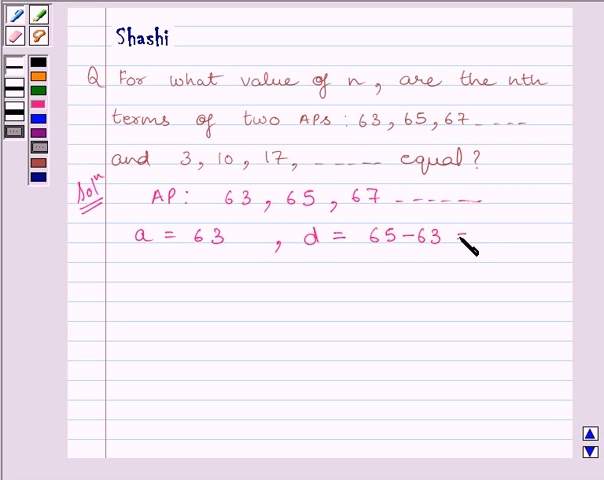 Shashi
Q For what value of n, are the nth
terms of two APs: 63, 65, 67 ----
and 3, 10, 17, ----- equal?
Solⁿ AP: 63, 65, 67 ------
a = 63 , d = 65-63 =